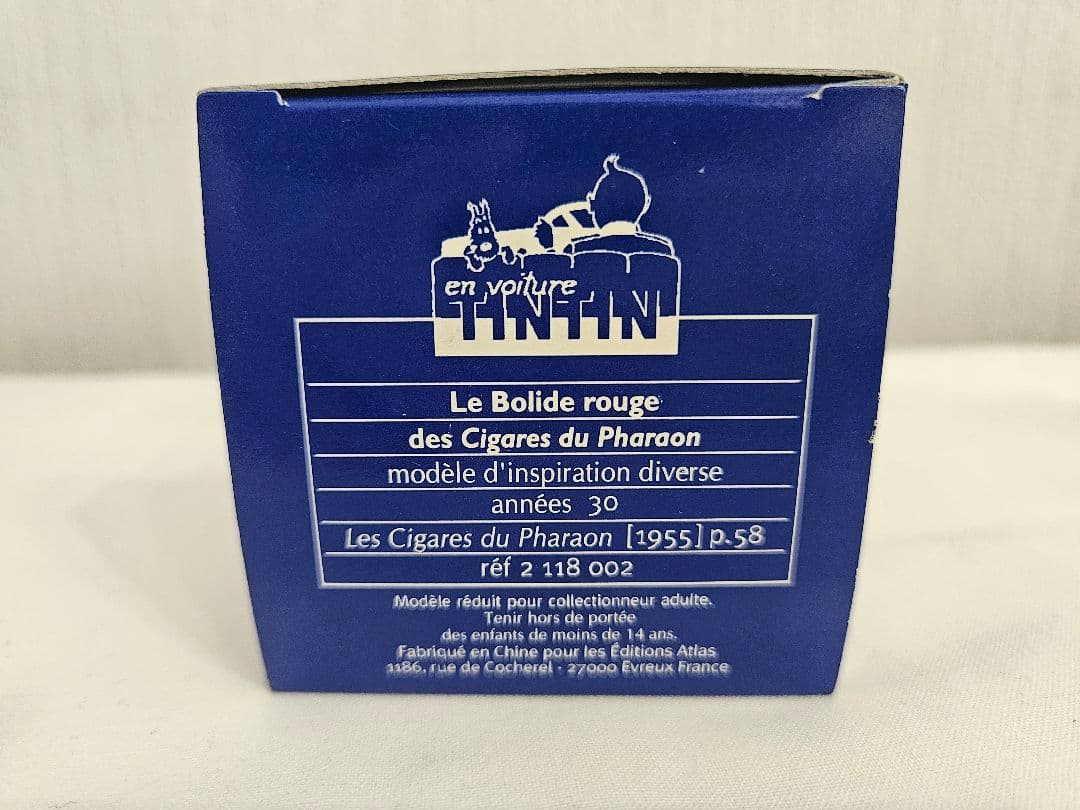 en voiture
TINTIN
Le Bolide rouge
des Cigares du Pharaon
modèle d'inspiration diverse
années 30
Les Cigares du Pharaon [1955] p.58
réf 2 118 002
Modèle réduit pour collectionneur adulte.
Tenir hors de portée
des enfants de moins de 14 ans.
Fabriqué en Chine pour les Éditions Atlas
1186, rue de Cocherel - 27000 Evreux France